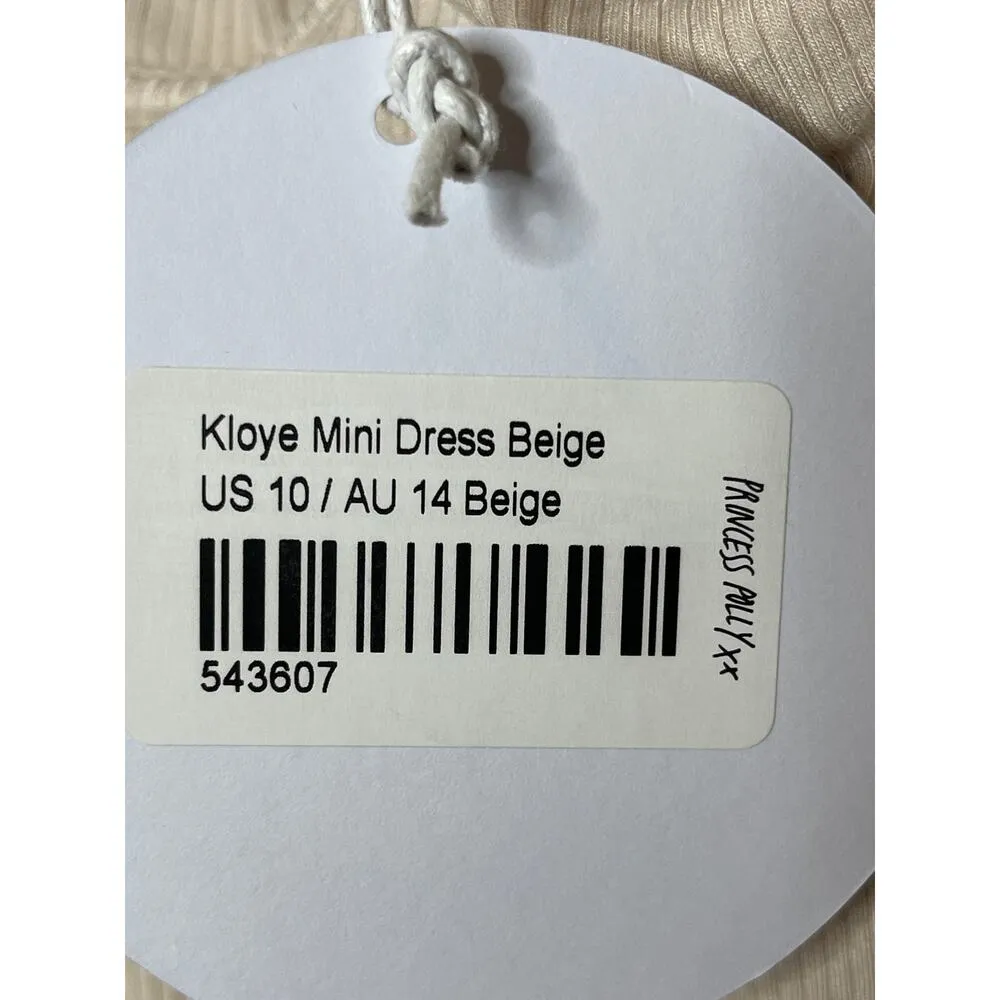 Kloye Mini Dress Beige
US 10 / AU 14 Beige
543607
PRINCESS POLLY xx